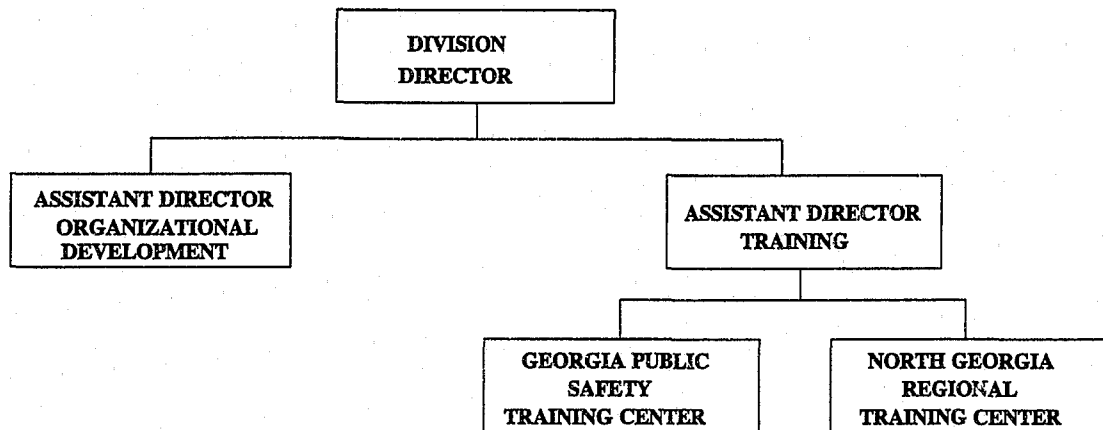 DIVISION
DIRECTOR
ASSISTANT DIRECTOR
ORGANIZATIONAL
DEVELOPMENT
ASSISTANT DIRECTOR
TRAINING
GEORGIA PUBLIC
SAFETY
TRAINING CENTER
NORTH GEORGIA
REGIONAL
TRAINING CENTER